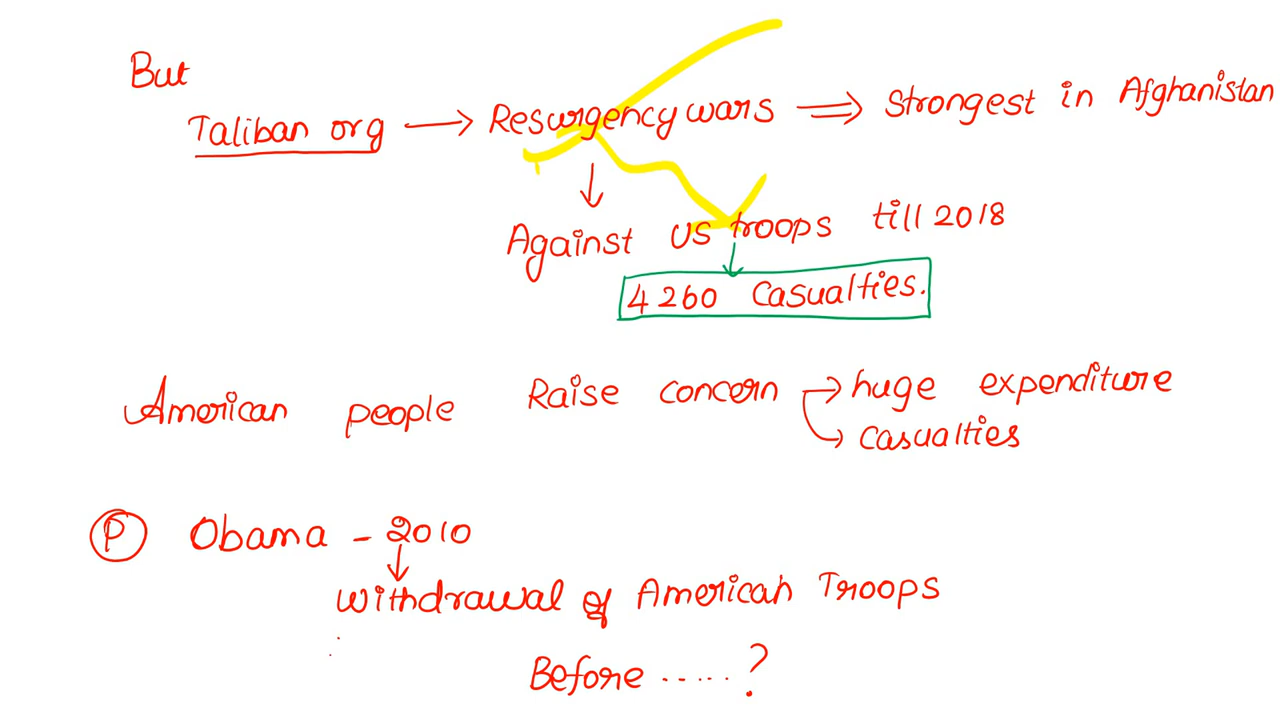 But
Taliban org → Resurgency wars ⇒ Strongest in Afghanistan
↓
Against US troops till 2018
↓
4260 Casualties.
American people Raise concern → huge expenditure
→ casualties
Ⓟ Obama - 2010
↓
Withdrawal of American Troops
Before ..... ?